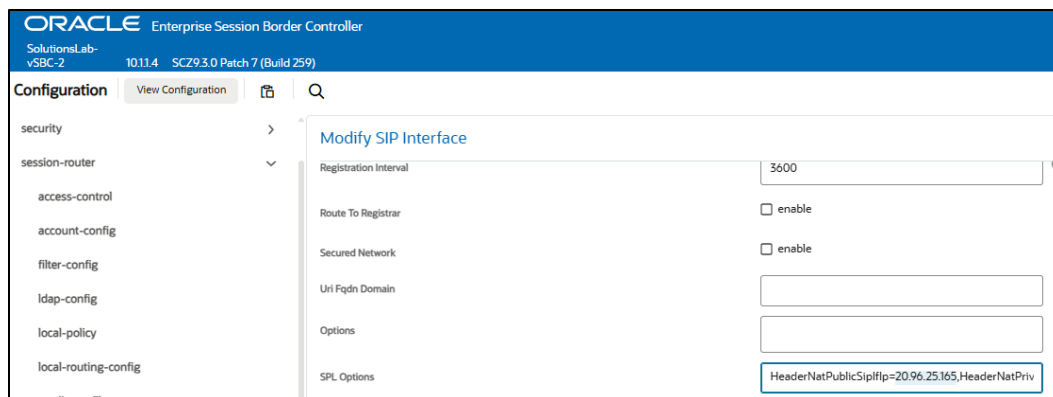 ORACLE Enterprise Session Border Controller
SolutionsLab-
vSBC-2 10.1.1.4 SCZ9.3.0 Patch 7 (Build 259)
Configuration View Configuration
security
session-router
access-control
account-config
filter-config
ldap-config
local-policy
local-routing-config
Modify SIP Interface
Registration Interval 3600
Route To Registrar enable
Secured Network enable
Uri Fqdn Domain
Options
SPL Options HeaderNatPublicSipIfIp=20.96.25.165,HeaderNatPriv